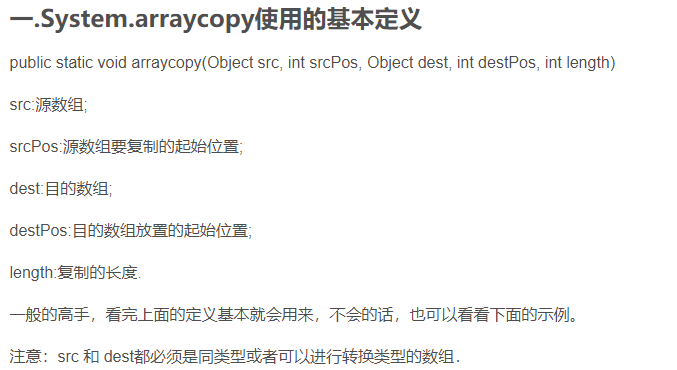 一.System.arraycopy使用的基本定义
public static void arraycopy(Object src, int srcPos, Object dest, int destPos, int length)
src:源数组;
srcPos:源数组要复制的起始位置;
dest:目的数组;
destPos:目的数组放置的起始位置;
length:复制的长度.
一般的高手，看完上面的定义基本就会用来，不会的话，也可以看看下面的示例。
注意：src 和 dest都必须是同类型或者可以进行转换类型的数组．